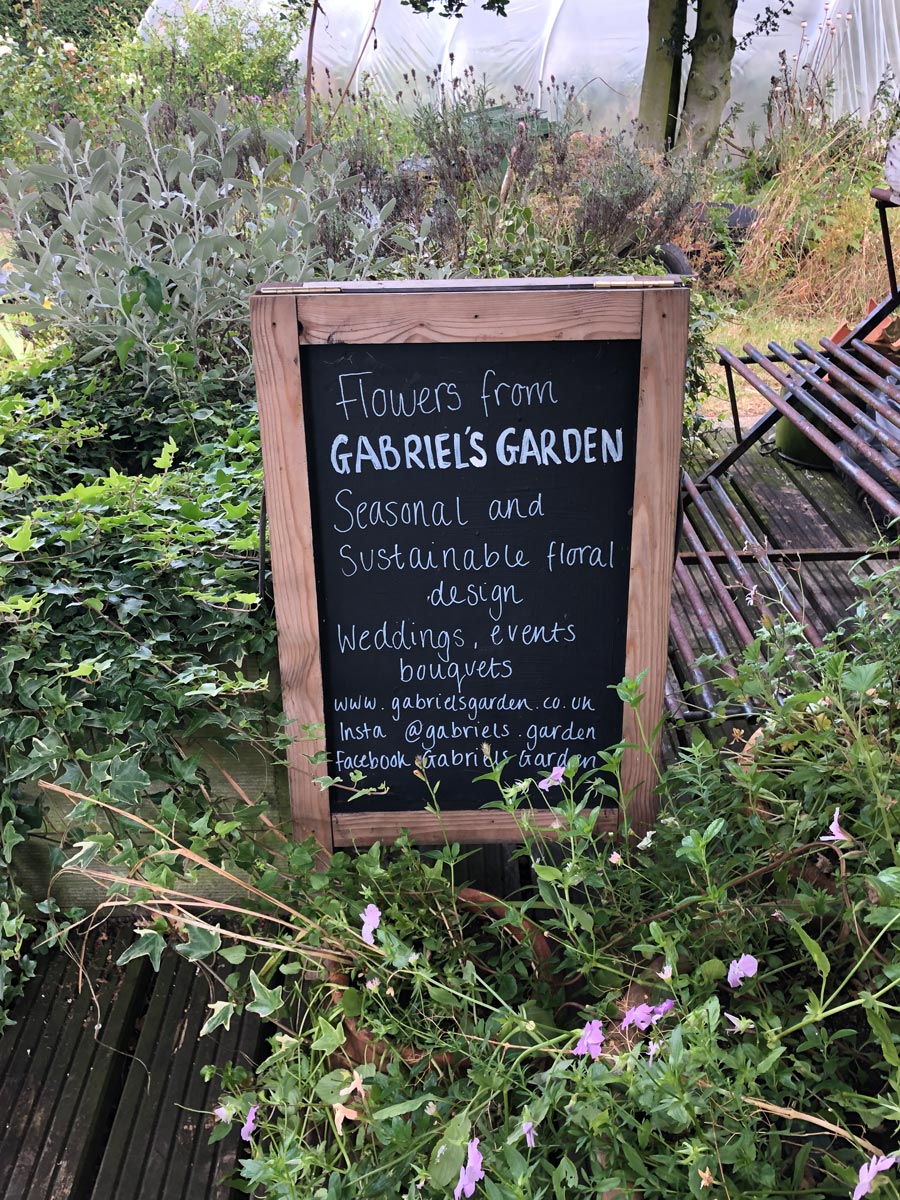 Flowers from
GABRIEL'S GARDEN
Seasonal and
Sustainable floral
design
Weddings, events
bouquets
www.gabrielsgarden.co.uk
Insta @gabriels.garden
Facebook Gabriels Garden